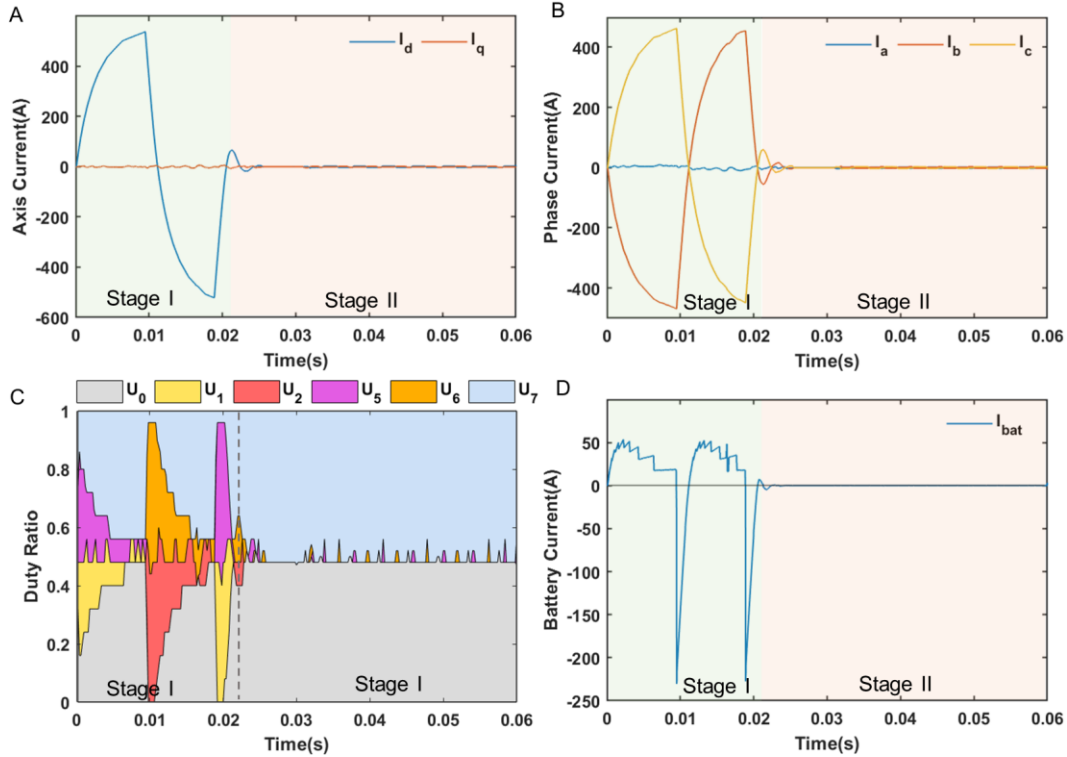 A
I_d I_q
Axis Current(A)
400
200
0
-200
-400
-600
Stage I Stage II
0 0.01 0.02 0.03 0.04 0.05 0.06
Time(s)
B
I_a I_b I_c
Phase Current(A)
400
200
0
-200
-400
Stage I Stage II
0 0.01 0.02 0.03 0.04 0.05 0.06
Time(s)
C
U_0 U_1 U_2 U_5 U_6 U_7
Duty Ratio
1
0.8
0.6
0.4
0.2
0
Stage I Stage I
0 0.01 0.02 0.03 0.04 0.05 0.06
Time(s)
D
I_bat
Battery Current(A)
50
0
-50
-100
-150
-200
-250
Stage I Stage II
0 0.01 0.02 0.03 0.04 0.05 0.06
Time(s)